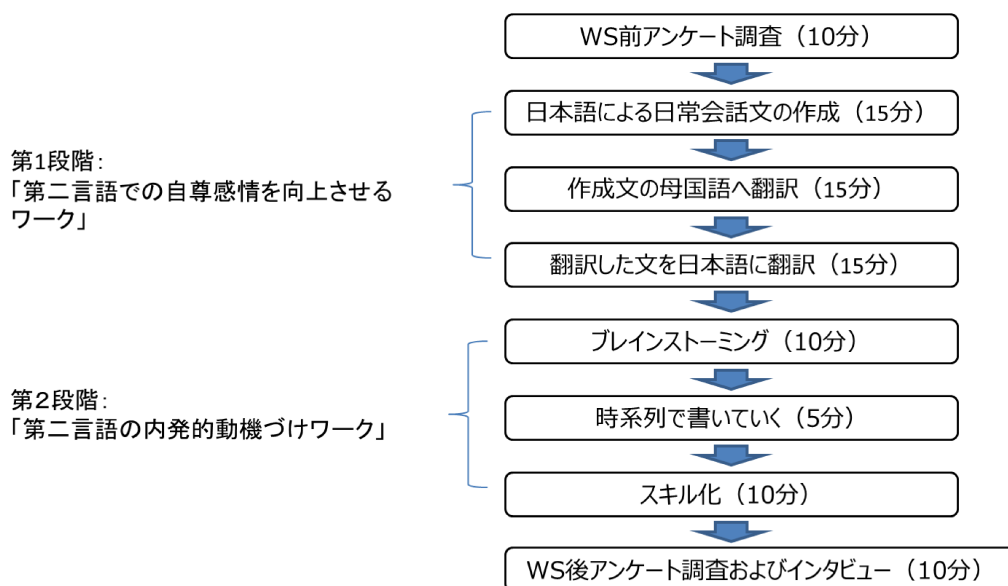 WS前アンケート調査（10分）
日本語による日常会話文の作成（15分）
第1段階：
「第二言語での自尊感情を向上させる
ワーク」
作成文の母国語へ翻訳（15分）
翻訳した文を日本語に翻訳（15分）
ブレインストーミング（10分）
第２段階：
「第二言語の内発的動機づけワーク」
時系列で書いていく（5分）
スキル化（10分）
WS後アンケート調査およびインタビュー（10分）